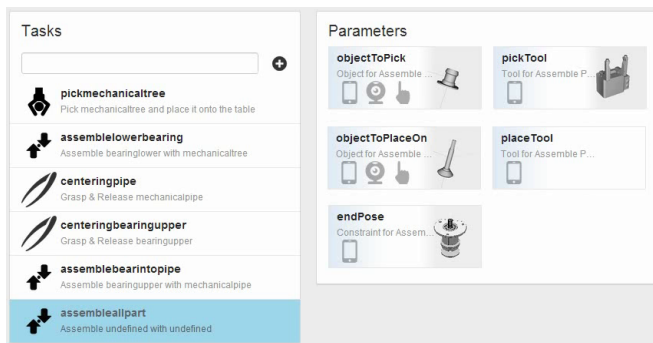 Tasks
pickmechanicaltree
Pick mechanicaltree and place it onto the table
assemblelowerbearing
Assemble bearinglower with mechanicaltree
centeringpipe
Grasp & Release mechanicalpipe
centeringbearingupper
Grasp & Release bearingupper
assemblebearintopipe
Assemble bearingupper with mechanicalpipe
assembleallpart
Assemble undefined with undefined
Parameters
objectToPick
Object for Assemble ...
pickTool
Tool for Assemble P...
objectToPlaceOn
Object for Assemble ...
placeTool
Tool for Assemble P...
endPose
Constraint for Assem...